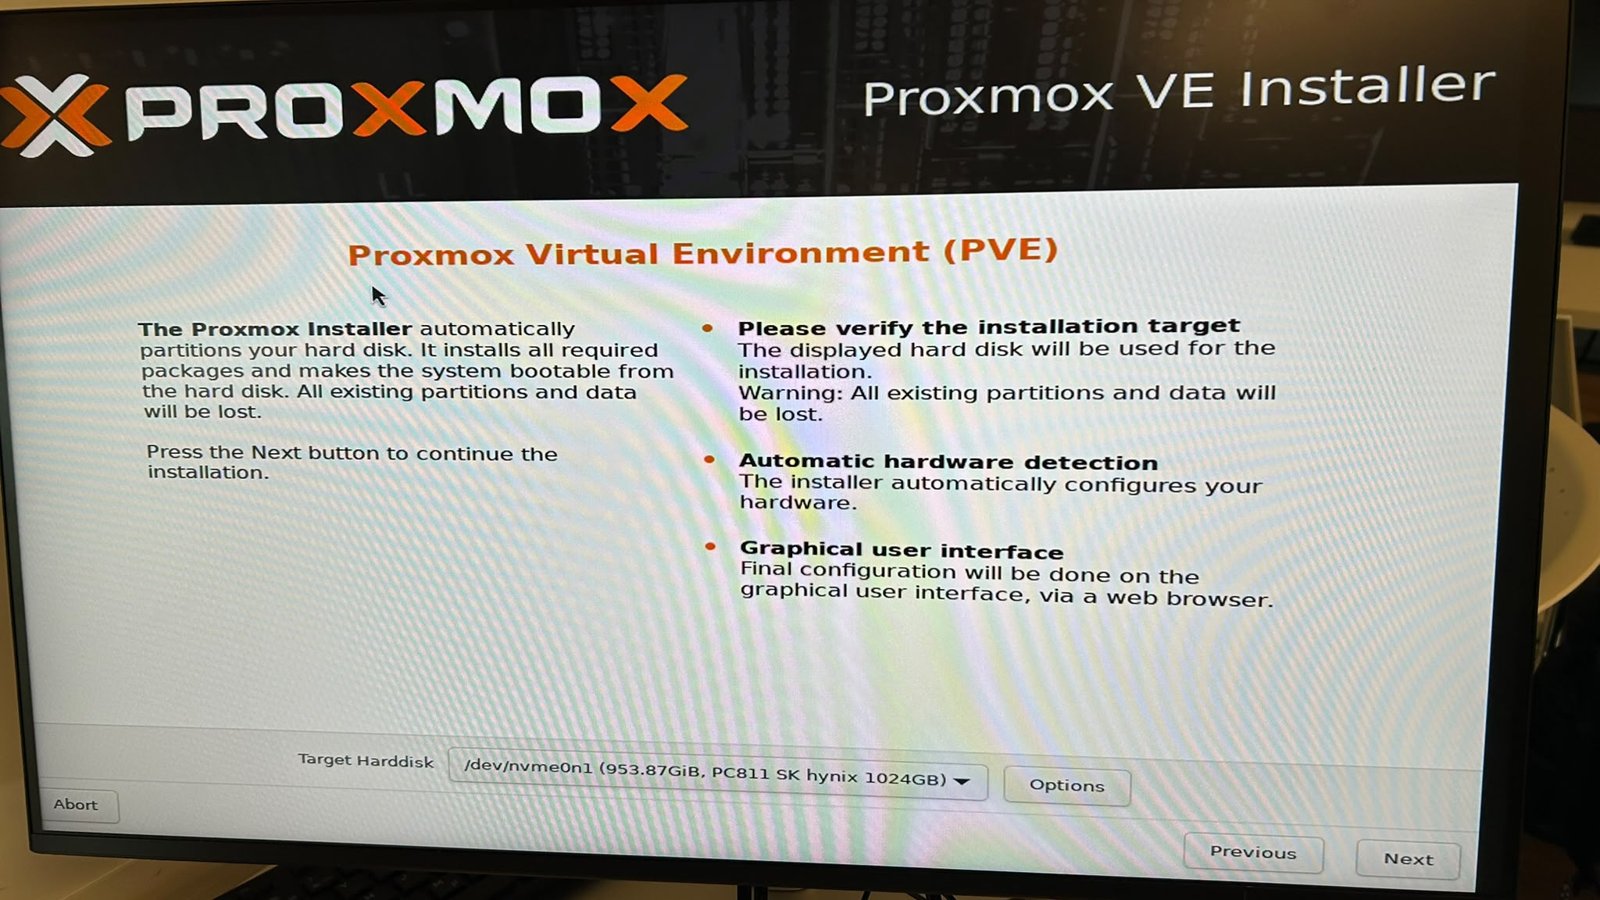 PROXMOX
Proxmox VE Installer
Proxmox Virtual Environment (PVE)
The Proxmox Installer automatically
partitions your hard disk. It installs all required
packages and makes the system bootable from
the hard disk. All existing partitions and data
will be lost.
Press the Next button to continue the
installation.
Please verify the installation target
The displayed hard disk will be used for the
installation.
Warning: All existing partitions and data will
be lost.
Automatic hardware detection
The installer automatically configures your
hardware.
Graphical user interface
Final configuration will be done on the
graphical user interface, via a web browser.
Target Harddisk
/dev/nvme0n1 (953.87GiB, PC811 SK hynix 1024GB)
Options
Abort
Previous
Next